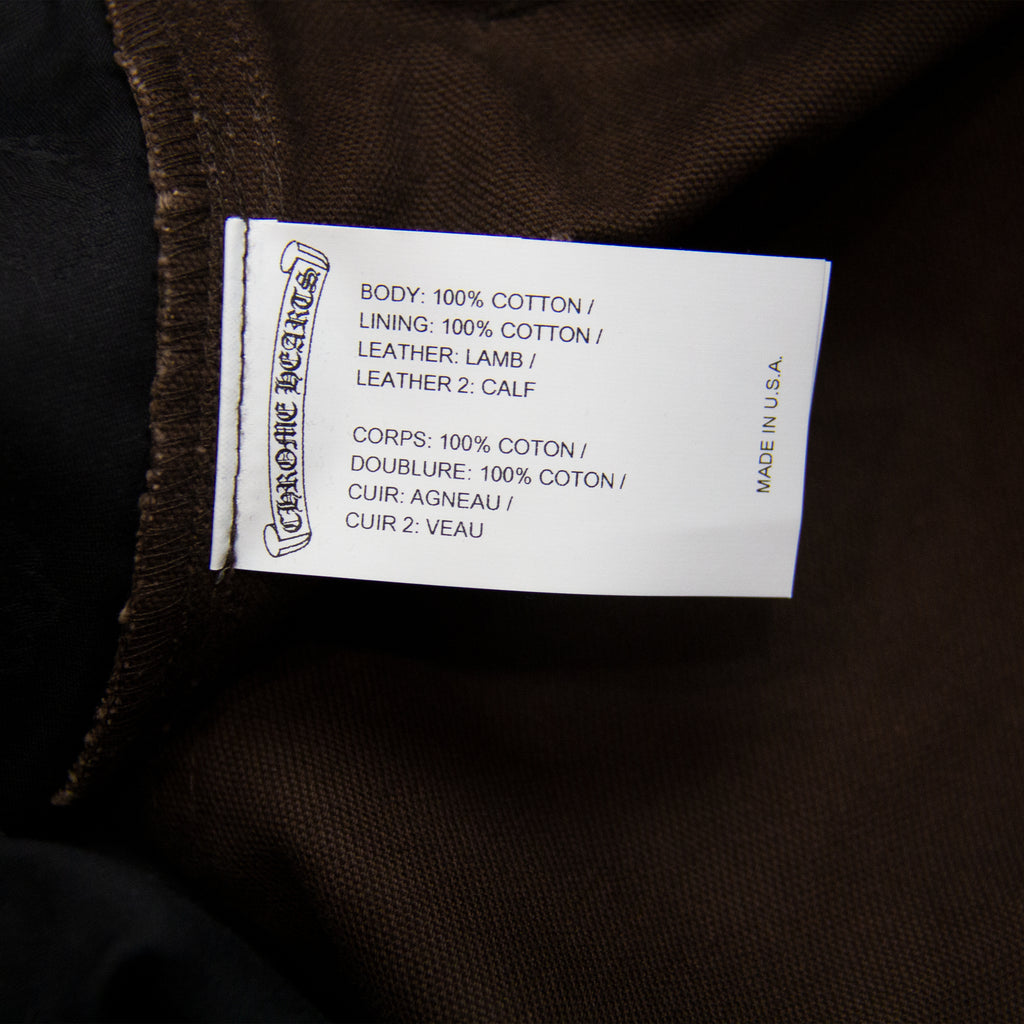 CHROME HEARTS
BODY: 100% COTTON /
LINING: 100% COTTON /
LEATHER: LAMB /
LEATHER 2: CALF
CORPS: 100% COTON /
DOUBLURE: 100% COTON /
CUIR: AGNEAU /
CUIR 2: VEAU
MADE IN U.S.A.